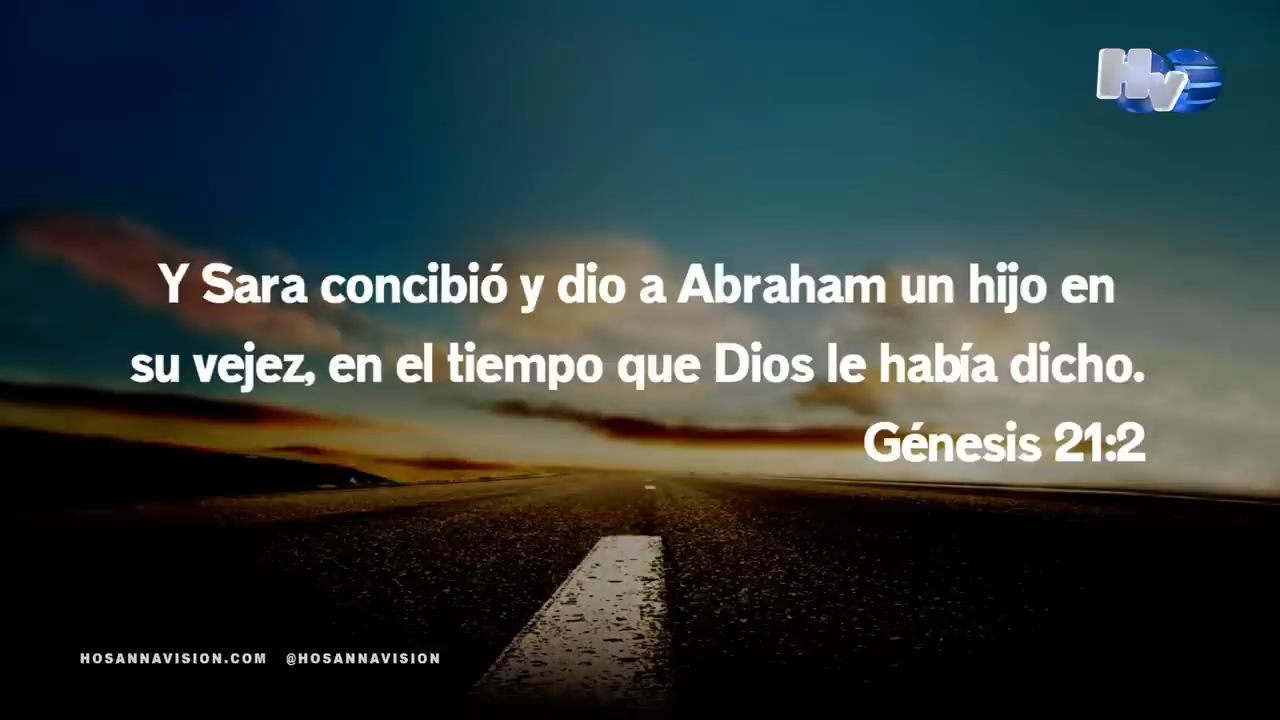 HV
Y Sara concibió y dio a Abraham un hijo en
su vejez, en el tiempo que Dios le había dicho.
Génesis 21:2
HOSANNAVISION.COM @HOSANNAVISION